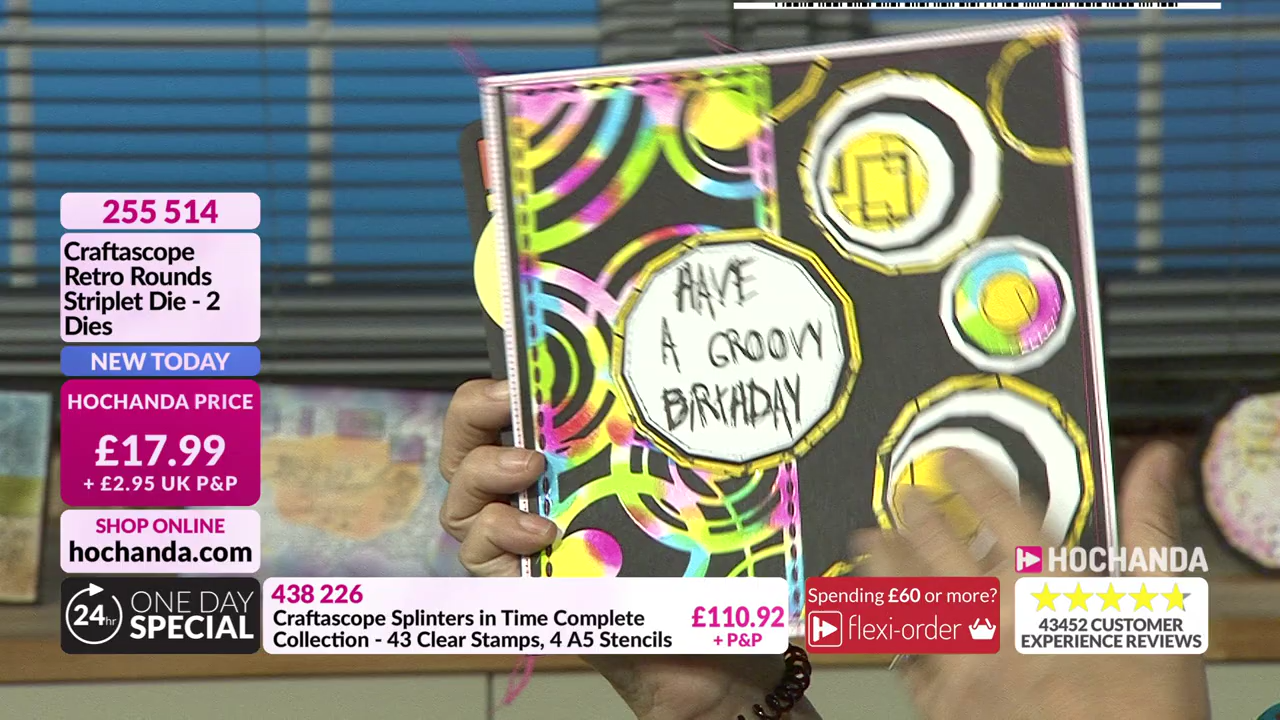 255 514
Craftascope
Retro Rounds
Striplet Die - 2
Dies
NEW TODAY
HOCHANDA PRICE
£17.99
+ £2.95 UK P&P
SHOP ONLINE
hochanda.com
HAVE
A GROOVY
BIRTHDAY
HOCHANDA
24hr
ONE DAY
SPECIAL
438 226
Craftascope Splinters in Time Complete
Collection - 43 Clear Stamps, 4 A5 Stencils
£110.92
+ P&P
Spending £60 or more?
flexi-order
43452 CUSTOMER
EXPERIENCE REVIEWS